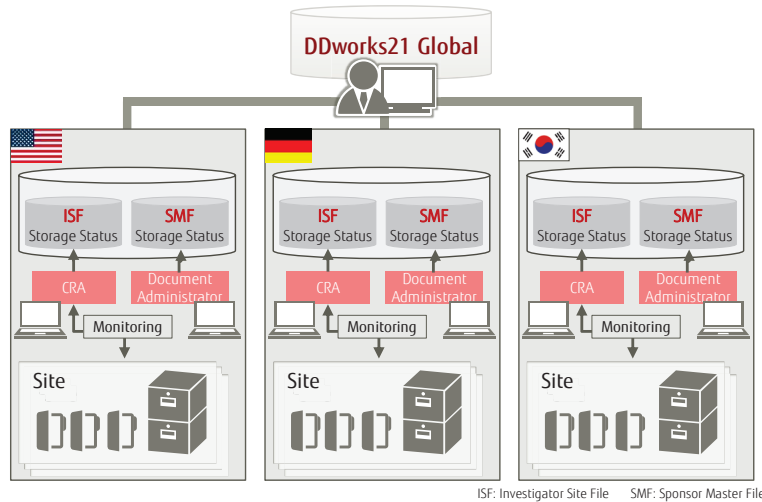 DDworks21 Global
ISF
Storage Status
SMF
Storage Status
CRA
Document
Administrator
Monitoring
Site
ISF
Storage Status
SMF
Storage Status
CRA
Document
Administrator
Monitoring
Site
ISF
Storage Status
SMF
Storage Status
CRA
Document
Administrator
Monitoring
Site
ISF: Investigator Site File SMF: Sponsor Master File